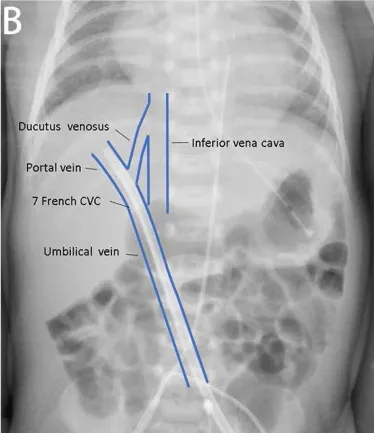 B
Ducutus venosus
Inferior vena cava
Portal vein
7 French CVC
Umbilical vein